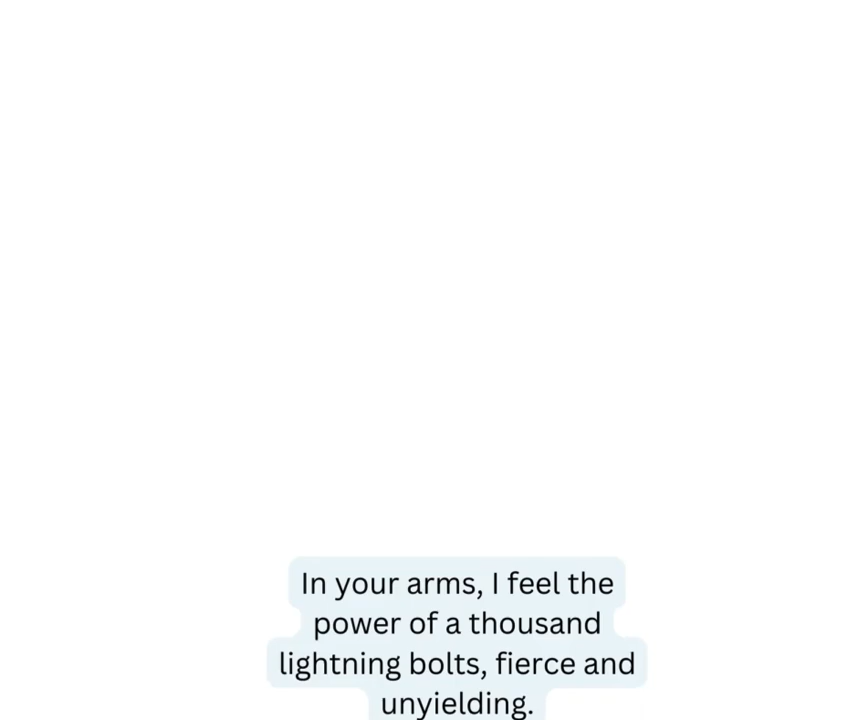 In your arms, I feel the
power of a thousand
lightning bolts, fierce and
unyielding.